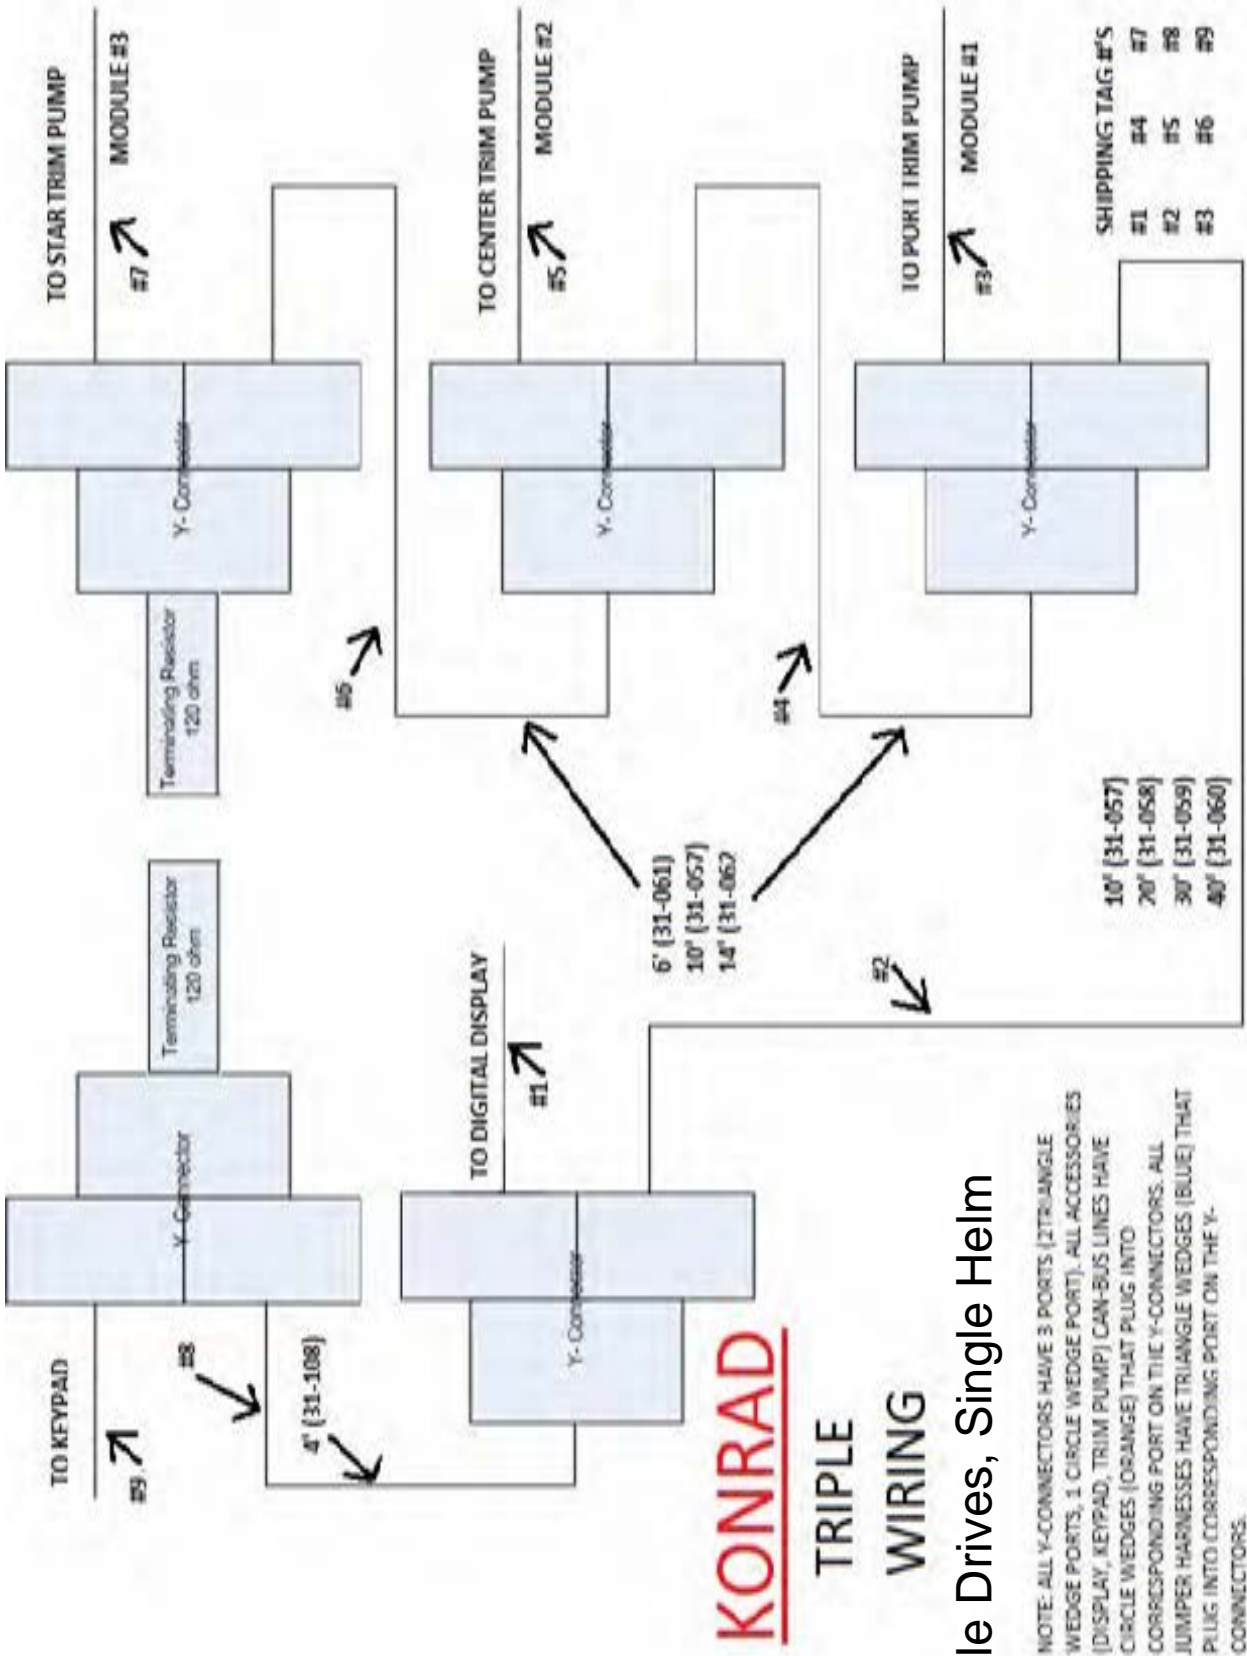 TO KEYPAD
#9
#8
4' (31-108)
Y- Connector
Terminating Resistor
120 ohm
Terminating Resistor
120 ohm
Y- Connector
TO STAR TRIM PUMP
#7
MODULE #3
#6
TO DIGITAL DISPLAY
#1
Y- Connector
6' (31-061)
10' (31-057)
14' (31-062
Y- Connector
TO CENTER TRIM PUMP
#5
MODULE #2
#4
#2
Y- Connector
TO PORT TRIM PUMP
#3
MODULE #1
KONRAD
TRIPLE
WIRING
le Drives, Single Helm
10' (31-057)
20' (31-058)
30' (31-059)
40' (31-060)
SHIPPING TAG #'S
#1 #4 #7
#2 #5 #8
#3 #6 #9
NOTE: ALL Y-CONNECTORS HAVE 3 PORTS (2TRIANGLE
WEDGE PORTS, 1 CIRCLE WEDGE PORT). ALL ACCESSORIES
(DISPLAY, KEYPAD, TRIM PUMP) CAN-BUS LINES HAVE
CIRCLE WEDGES (ORANGE) THAT PLUG INTO
CORRESPONDING PORT ON THE Y-CONNECTORS. ALL
JUMPER HARNESSES HAVE TRIANGLE WEDGES (BLUE) THAT
PLUG INTO CORRESPONDING PORT ON THE Y-
CONNECTORS.